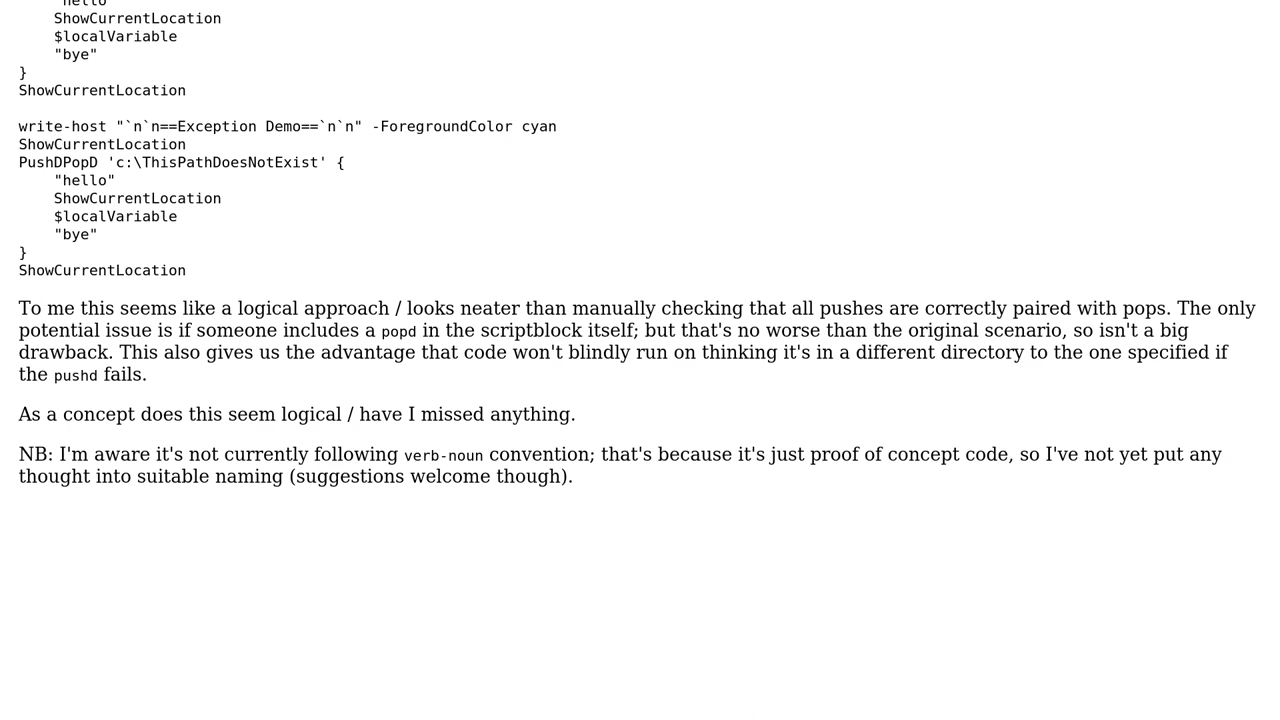 "hello"
    ShowCurrentLocation
    $localVariable
    "bye"
}
ShowCurrentLocation

write-host "`n`n==Exception Demo==`n`n" -ForegroundColor cyan
ShowCurrentLocation
PushDPopD 'c:\ThisPathDoesNotExist' {
    "hello"
    ShowCurrentLocation
    $localVariable
    "bye"
}
ShowCurrentLocation

To me this seems like a logical approach / looks neater than manually checking that all pushes are correctly paired with pops. The only
potential issue is if someone includes a popd in the scriptblock itself; but that's no worse than the original scenario, so isn't a big
drawback. This also gives us the advantage that code won't blindly run on thinking it's in a different directory to the one specified if
the pushd fails.

As a concept does this seem logical / have I missed anything.

NB: I'm aware it's not currently following verb-noun convention; that's because it's just proof of concept code, so I've not yet put any
thought into suitable naming (suggestions welcome though).